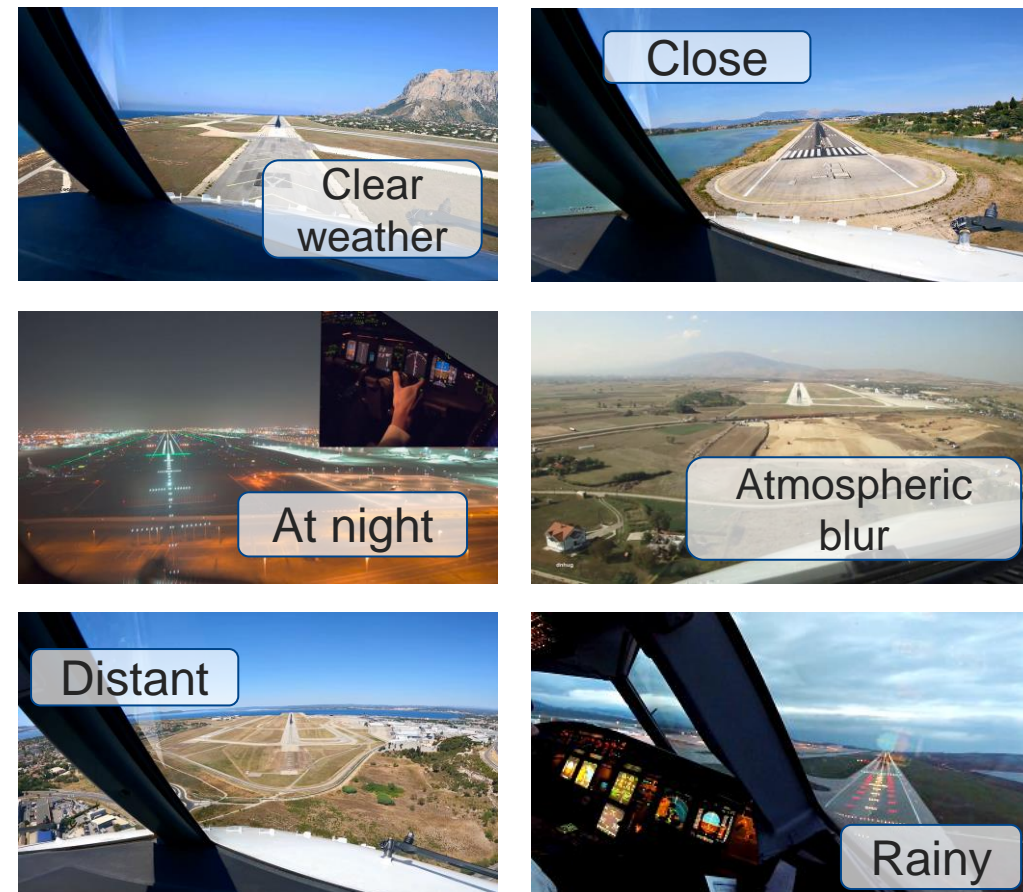 Clear
weather
Close
At night
Atmospheric
blur
Distant
Rainy